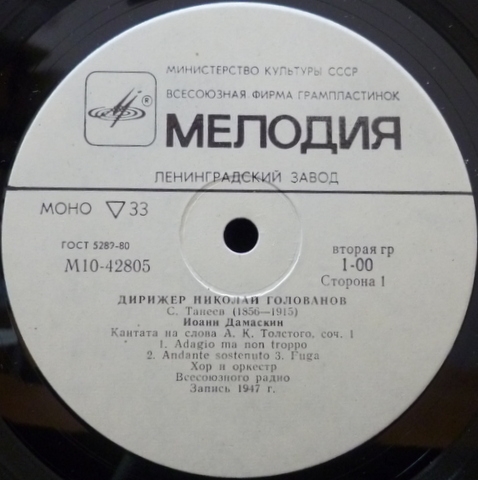 МИНИСТЕРСТВО КУЛЬТУРЫ СССР
ВСЕСОЮЗНАЯ ФИРМА ГРАМПЛАСТИНОК
®
МЕЛОДИЯ
ЛЕНИНГРАДСКИЙ ЗАВОД
МОНО ▽ 33
ГОСТ 5289-80
М10-42805
вторая гр
1-00
Сторона 1
ДИРИЖЕР НИКОЛАЙ ГОЛОВАНОВ
С. Танеев (1856—1915)
Иоанн Дамаскин
Кантата на слова А. К. Толстого, соч. 1
1. Adagio ma non troppo
2. Andante sostenuto 3. Fuga
Хор и оркестр
Всесоюзного радио
Запись 1947 г.